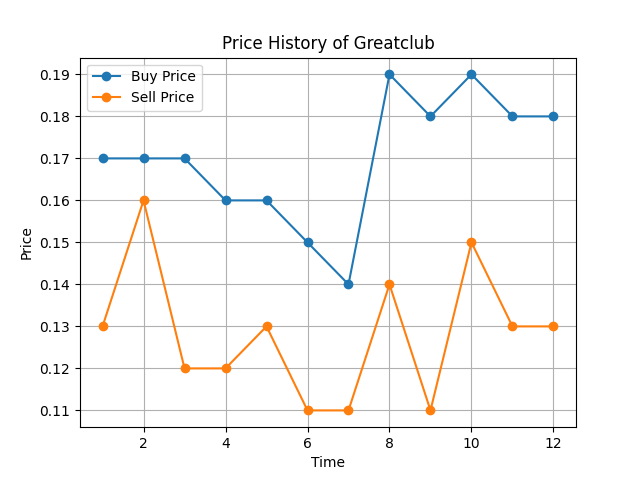 Price History of Greatclub
Buy Price
Sell Price
Price
0.19
0.18
0.17
0.16
0.15
0.14
0.13
0.12
0.11
2 4 6 8 10 12
Time